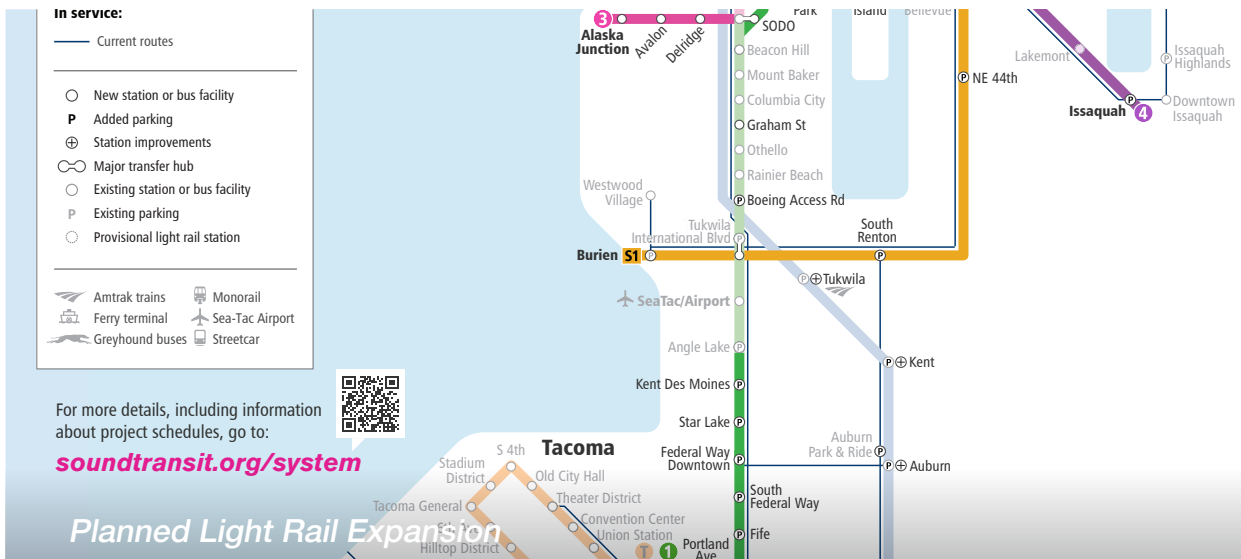 In service:
Current routes
New station or bus facility
P Added parking
Station improvements
Major transfer hub
Existing station or bus facility
P Existing parking
Provisional light rail station
Amtrak trains
Monorail
Ferry terminal
Sea-Tac Airport
Greyhound buses
Streetcar
For more details, including information
about project schedules, go to:
soundtransit.org/system
Planned Light Rail Expansion
3
Alaska
Junction
Avalon
Delridge
Park
Island
Bellevue
SODO
Beacon Hill
Mount Baker
Columbia City
Graham St
Othello
Rainier Beach
Boeing Access Rd
Westwood
Village
Tukwila
International Blvd
P
Burien S1
P
South
Renton
P
P
NE 44th
Lakemont
Issaquah
Highlands
P
Issaquah
P
4
Downtown
Issaquah
P
Tukwila
SeaTac/Airport
Angle Lake
P
P
Kent
Kent Des Moines
P
Star Lake
P
Federal Way
Downtown
P
Auburn
Park & Ride
P
P
Auburn
South
Federal Way
P
Fife
P
Portland
Ave
T
1
Tacoma
S 4th
Stadium
District
Old City Hall
Tacoma General
Theater District
Convention Center
Union Station
Hilltop District